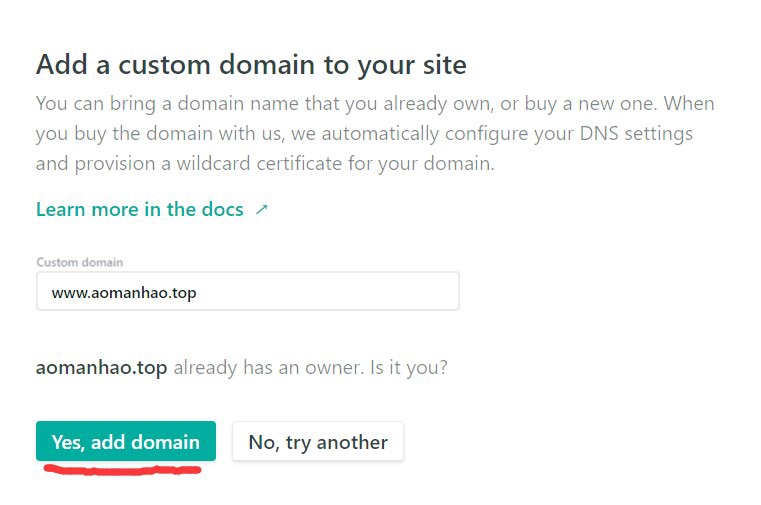 Add a custom domain to your site
You can bring a domain name that you already own, or buy a new one. When
you buy the domain with us, we automatically configure your DNS settings
and provision a wildcard certificate for your domain.
Learn more in the docs ↗
Custom domain
www.aomanhao.top
aomanhao.top already has an owner. Is it you?
Yes, add domain
No, try another